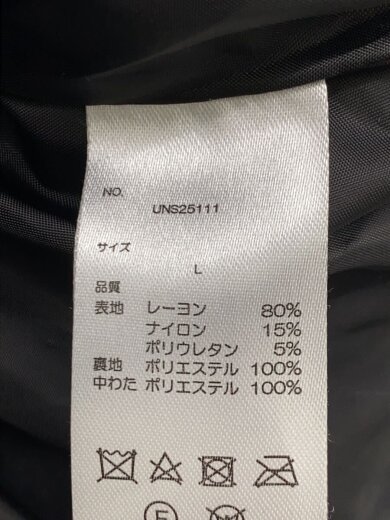 NO.
UNS25111
サイズ
L
品質
表地 レーヨン 80%
ナイロン 15%
ポリウレタン 5%
裏地 ポリエステル 100%
中わた ポリエステル 100%
F
W